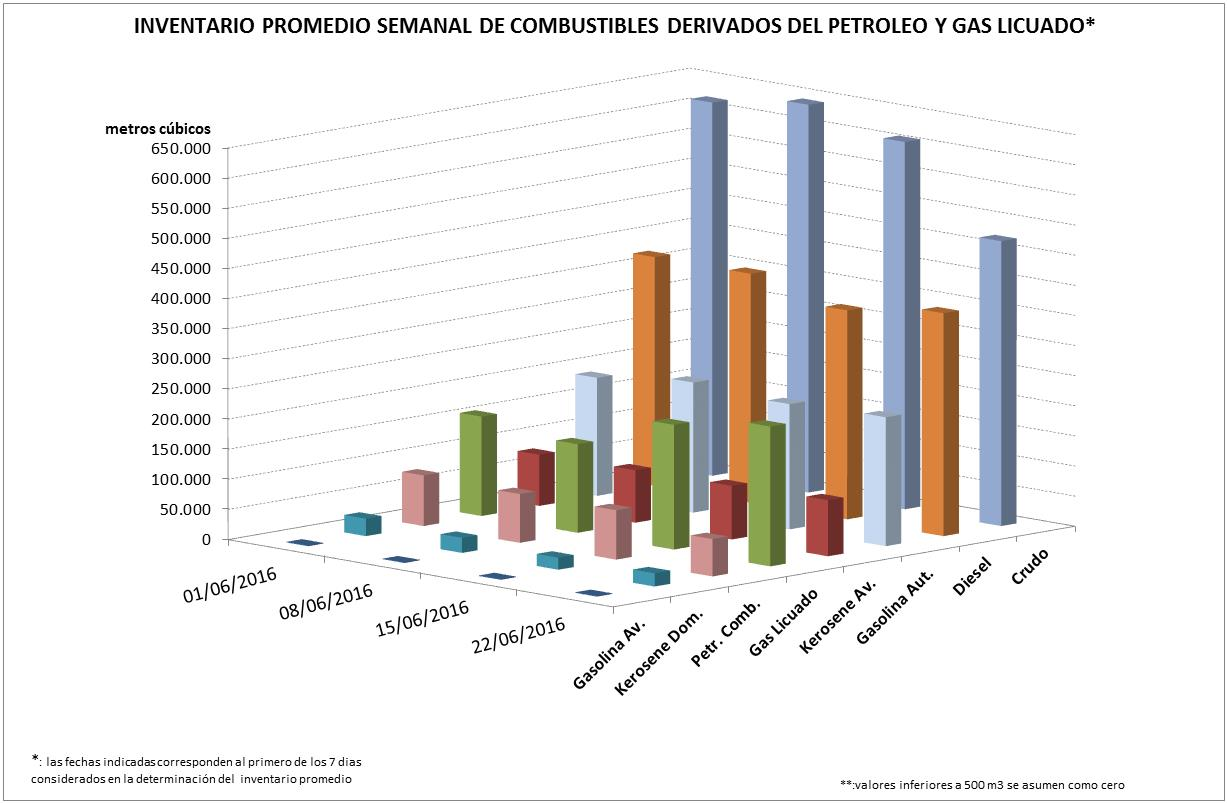 INVENTARIO PROMEDIO SEMANAL DE COMBUSTIBLES DERIVADOS DEL PETROLEO Y GAS LICUADO*
metros cúbicos
650.000
600.000
550.000
500.000
450.000
400.000
350.000
300.000
250.000
200.000
150.000
100.000
50.000
0
01/06/2016
08/06/2016
15/06/2016
22/06/2016
Gasolina Av.
Kerosene Dom.
Petr. Comb.
Gas Licuado
Kerosene Av.
Gasolina Aut.
Diesel
Crudo
*: las fechas indicadas corresponden al primero de los 7 dias
considerados en la determinación del inventario promedio
**:valores inferiores a 500 m3 se asumen como cero